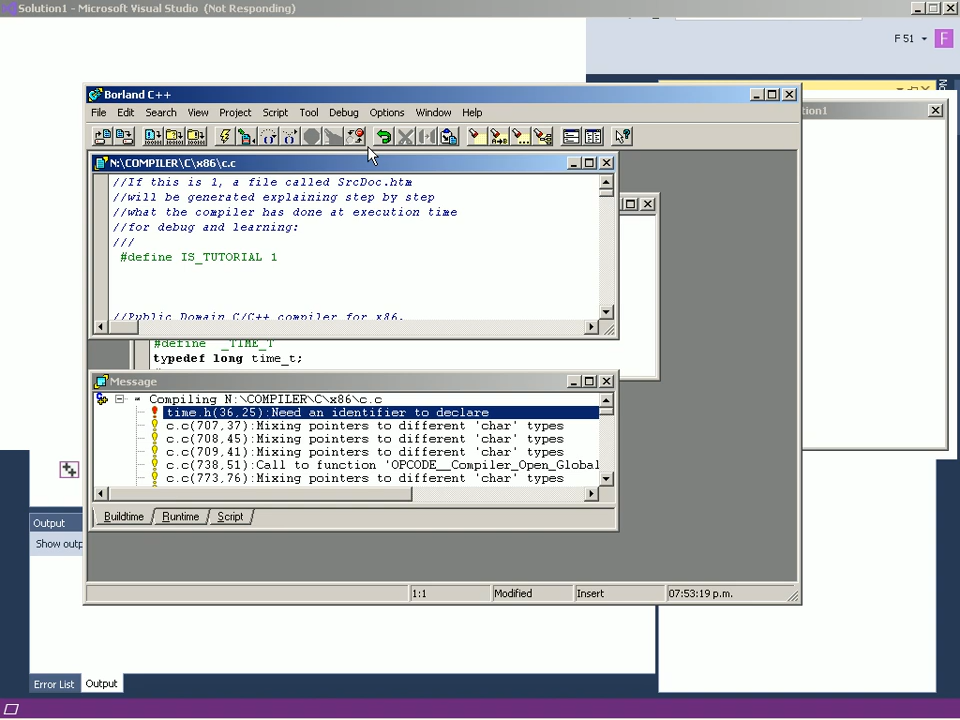 Solution1 - Microsoft Visual Studio (Not Responding)
F 51
F
Borland C++
File Edit Search View Project Script Tool Debug Options Window Help
N:\COMPILER\C\x86\c.c
//If this is 1, a file called SrcDoc.htm
//will be generated explaining step by step
//what the compiler has done at execution time
//for debug and learning:
///
#define IS_TUTORIAL 1
//Public Domain C/C++ compiler for x86.
#define _TIME_T
typedef long time_t;
Message
Compiling N:\COMPILER\C\x86\c.c
time.h(36,25):Need an identifier to declare
c.c(707,37):Mixing pointers to different 'char' types
c.c(708,45):Mixing pointers to different 'char' types
c.c(709,41):Mixing pointers to different 'char' types
c.c(738,51):Call to function 'OPCODE__Compiler_Open_Global
c.c(773,76):Mixing pointers to different 'char' types
Buildtime Runtime Script
1:1 Modified Insert 07:53:19 p.m.
Output
Show outp
Error List Output